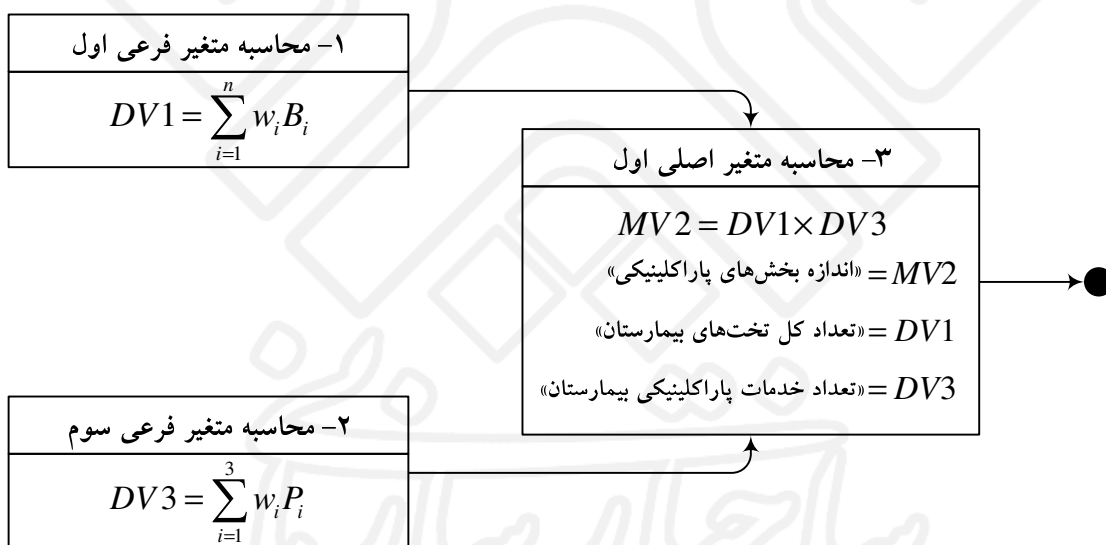 ۱- محاسبه متغیر فرعی اول
DV1 = \sum_{i=1}^{n} w_i B_i
۳- محاسبه متغیر اصلی اول
MV2 = DV1 × DV3
MV2 = «اندازه بخش‌های پاراکلینیکی»
DV1 = «تعداد کل تخت‌های بیمارستان»
DV3 = «تعداد خدمات پاراکلینیکی بیمارستان»
۲- محاسبه متغیر فرعی سوم
DV3 = \sum_{i=1}^{3} w_i P_i